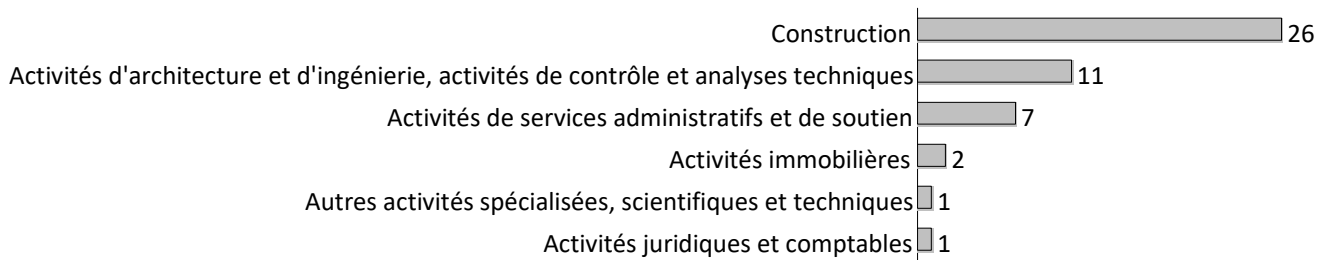 Construction 26
Activités d'architecture et d'ingénierie, activités de contrôle et analyses techniques 11
Activités de services administratifs et de soutien 7
Activités immobilières 2
Autres activités spécialisées, scientifiques et techniques 1
Activités juridiques et comptables 1